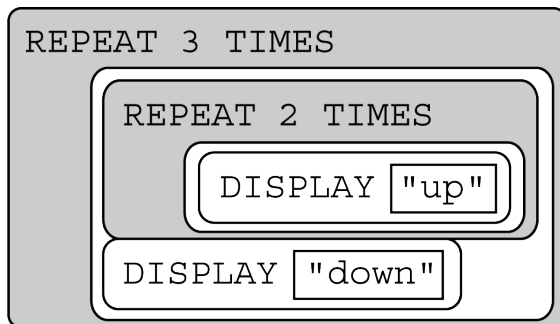 REPEAT 3 TIMES
REPEAT 2 TIMES
DISPLAY "up"
DISPLAY "down"